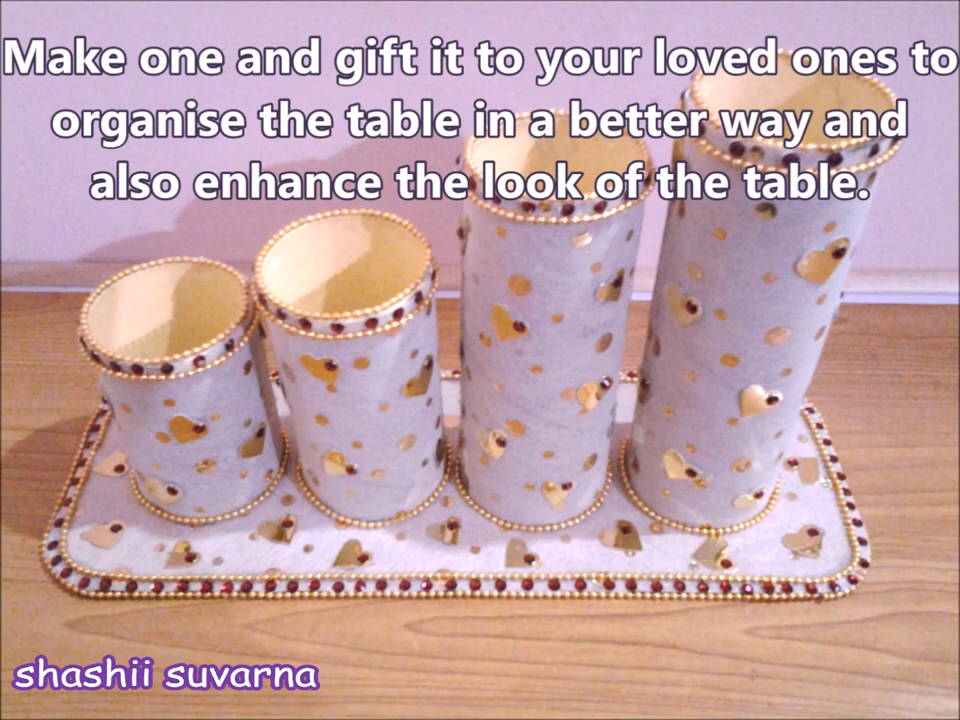 Make one and gift it to your loved ones to
organise the table in a better way and
also enhance the look of the table.
shashii suvarna